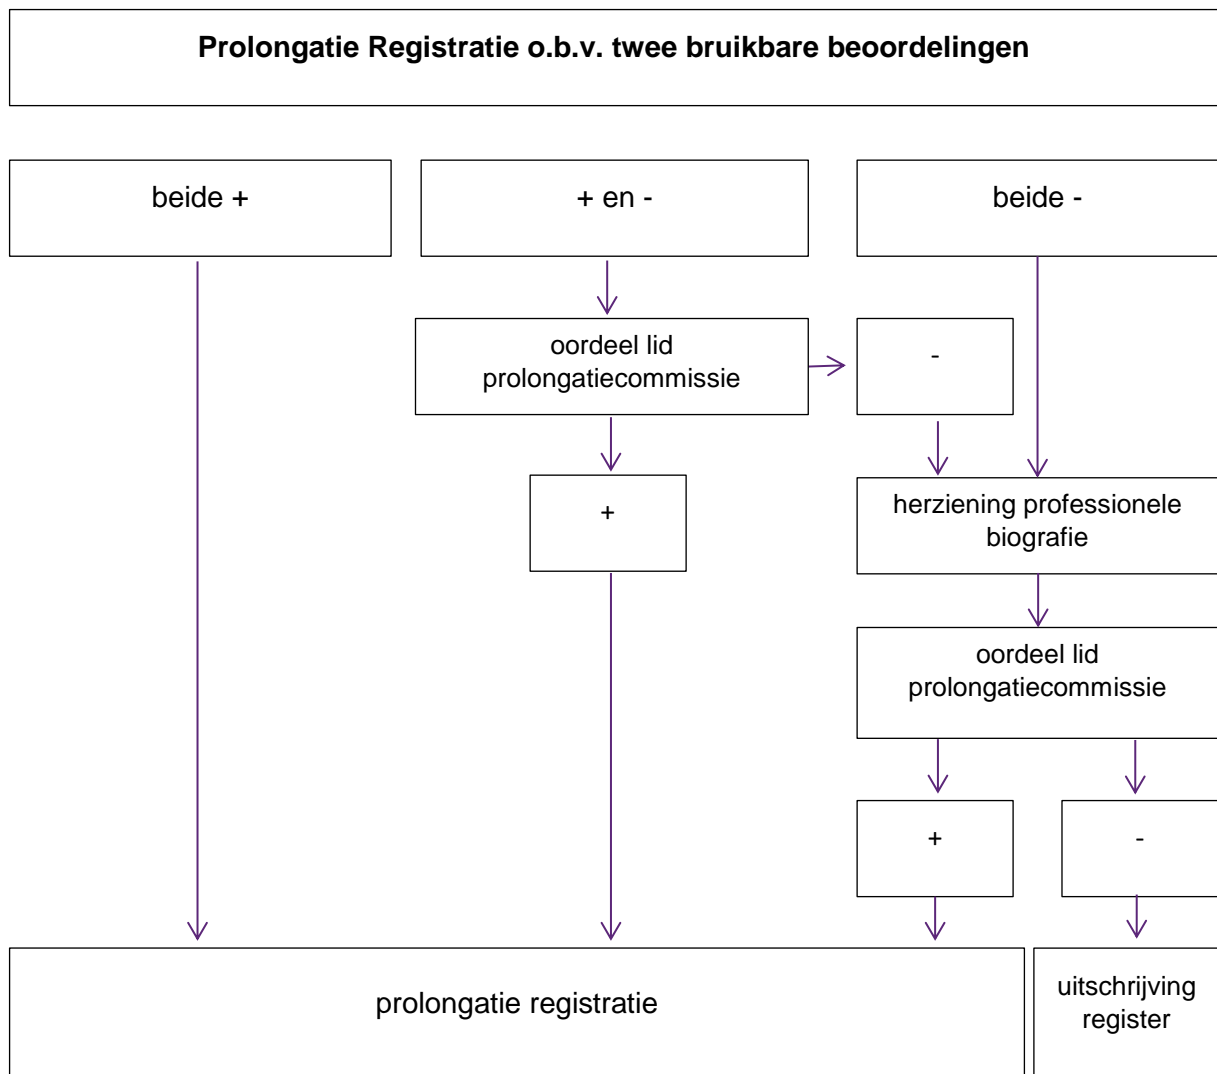 Prolongatie Registratie o.b.v. twee bruikbare beoordelingen
beide +
+ en -
beide -
oordeel lid
prolongatiecommissie
-
+
herziening professionele
biografie
oordeel lid
prolongatiecommissie
+
-
prolongatie registratie
uitschrijving
register